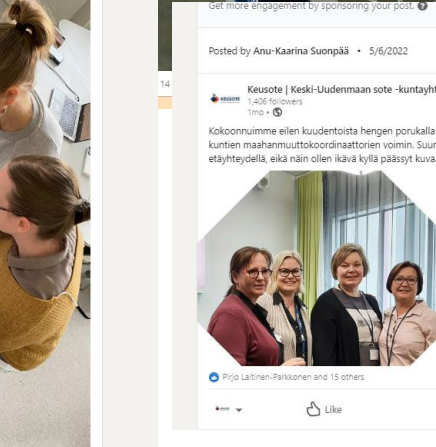 Get more engagement by sponsoring your post.
Posted by Anu-Kaarina Suonpää • 5/6/2022
14
Keusote | Keski-Uudenmaan sote -kuntayht
KEUSOTE
1,406 followers
1mo •
Kokoonnuimme eilen kuudentoista hengen porukalla
kuntien maahanmuuttokoordinaattorien voimin. Suur
etäyhteydellä, eikä näin ollen ikävä kyllä päässyt kuva
Pirjo Laitinen-Parkkonen and 15 others
Like